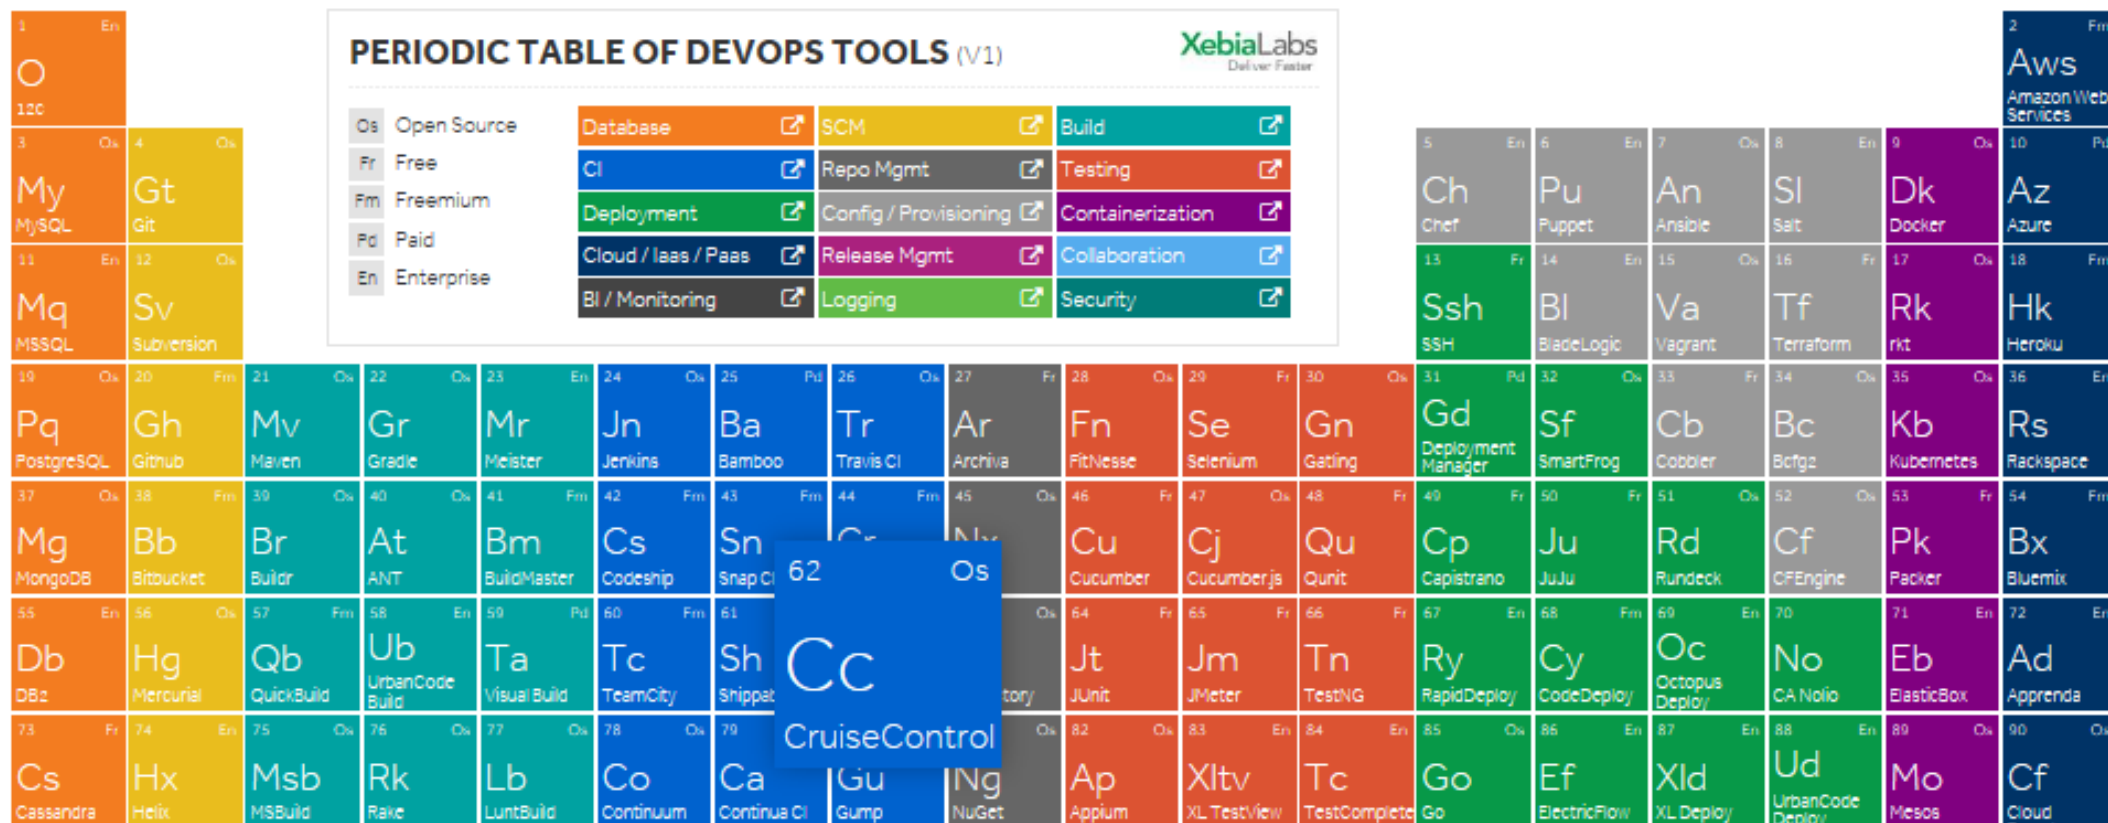 1 En
O
12c
PERIODIC TABLE OF DEVOPS TOOLS (V1)
XebiaLabs
Deliver Faster
Os Open Source
Fr Free
Fm Freemium
Pd Paid
En Enterprise
Database SCM Build
CI Repo Mgmt Testing
Deployment Config / Provisioning Containerization
Cloud / Iaas / Paas Release Mgmt Collaboration
BI / Monitoring Logging Security
2 Fm
Aws
Amazon Web
Services
3 Os 4 Os 5 En 6 En 7 Os 8 En 9 Os 10 Pd
My Gt Ch Pu An Sl Dk Az
MySQL Git Chef Puppet Ansible Salt Docker Azure
11 En 12 Os 13 Fr 14 En 15 Os 16 Fr 17 Os 18 Fm
Mq Sv Ssh Bl Va Tf Rk Hk
MSSQL Subversion SSH BladeLogic Vagrant Terraform rkt Heroku
19 Os 20 Fm 21 Os 22 Os 23 En 24 Os 25 Pd 26 Os 27 Fr 28 Os 29 Fr 30 Os 31 Pd 32 Os 33 Fr 34 Os 35 Os 36 En
Pq Gh Mv Gr Mr Jn Ba Tr Ar Fn Se Gn Gd Sf Cb Bc Kb Rs
PostgreSQL Github Maven Gradle Meister Jenkins Bamboo Travis CI Archiva FitNesse Selenium Gatling Deployment Manager SmartFrog Cobbler Bcfg2 Kubernetes Rackspace
37 Os 38 Fm 39 Os 40 Os 41 Fm 42 Fm 43 Fm 44 Fm 45 Os 46 Fr 47 Os 48 Fr 49 Fr 50 Fr 51 Os 52 Os 53 Fr 54 Fm
Mg Bb Br At Bm Cs Sn Cr Nx Cu Cj Qu Cp Ju Rd Cf Pk Bx
MongoDB Bitbucket Buildr ANT BuildMaster Codeship Snap CI Cucumber Cucumber.js Qunit Capistrano JuJu Rundeck CFEngine Packer Bluemix
62 Os
Cc
CruiseControl
55 En 56 Os 57 Fm 58 En 59 Pd 60 Fm 61 Os 64 Fr 65 Fr 66 Fr 67 En 68 Fm 69 En 70 71 En 72 En
Db Hg Qb Ub Ta Tc Sh Jt Jm Tn Ry Cy Oc No Eb Ad
DB2 Mercurial QuickBuild UrbanCode Build Visual Build TeamCity Shippab tory JUnit JMeter TestNG RapidDeploy CodeDeploy Octopus Deploy CA Nolio ElasticBox Apprenda
73 Fr 74 En 75 Os 76 Os 77 Os 78 Os 79 Os 82 Os 83 En 84 En 85 Os 86 En 87 En 88 En 89 Os 90 Os
Cs Hx Msb Rk Lb Co Ca Gu Ng Ap Xltv Tc Go Ef Xld Ud Mo Cf
Cassandra Helix MSBuild Rake LuntBuild Continuum Continua CI Gump NuGet Appium XL TestView TestComplete Go ElectricFlow XL Deploy UrbanCode Deploy Mesos Cloud